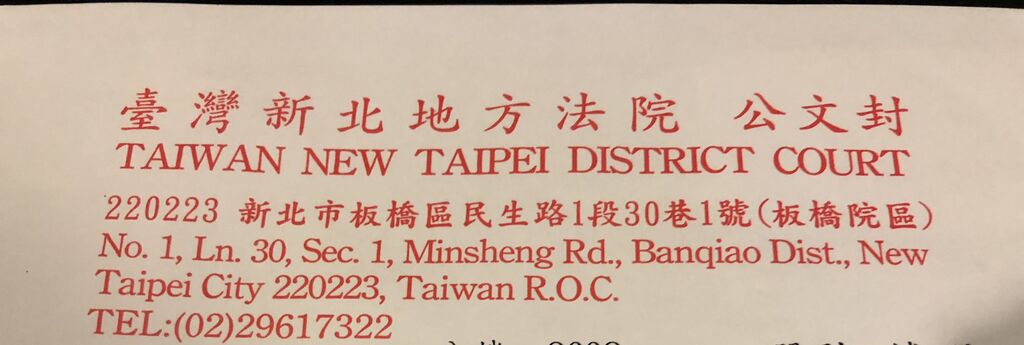 臺灣新北地方法院 公文封
TAIWAN NEW TAIPEI DISTRICT COURT
220223 新北市板橋區民生路1段30巷1號(板橋院區)
No. 1, Ln. 30, Sec. 1, Minsheng Rd., Banqiao Dist., New
Taipei City 220223, Taiwan R.O.C.
TEL:(02)29617322